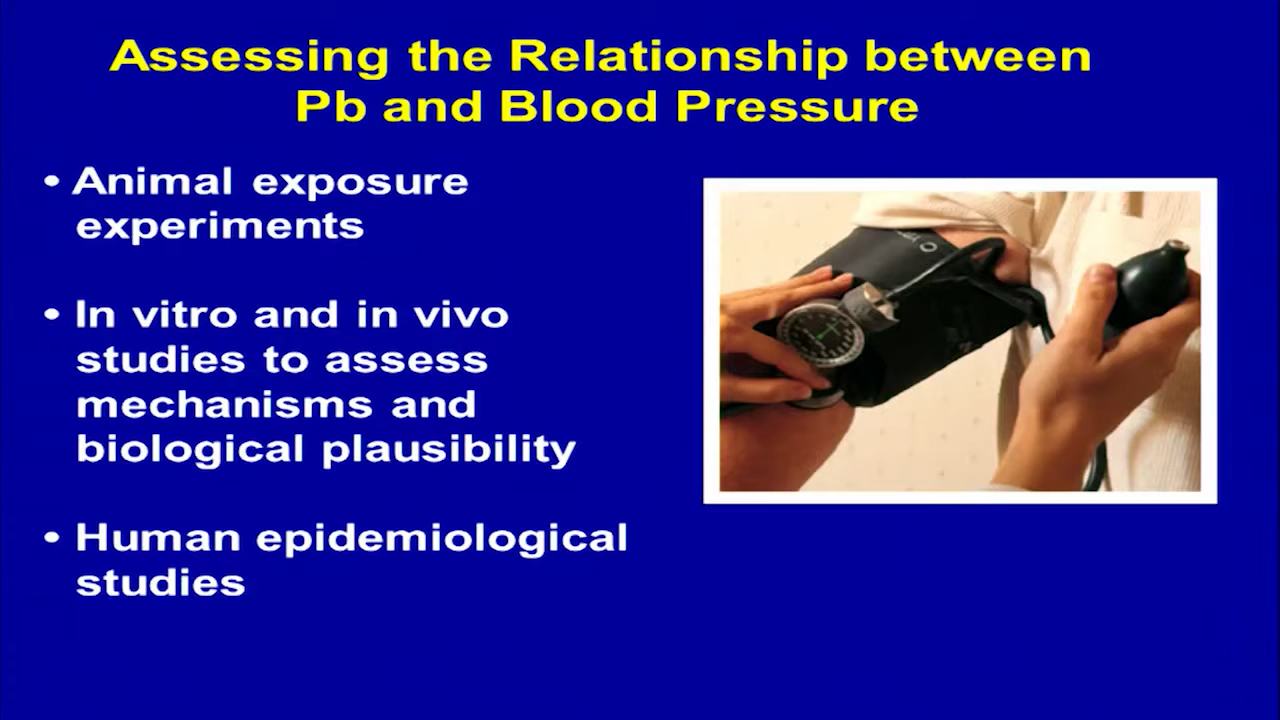 Assessing the Relationship between
Pb and Blood Pressure
• Animal exposure
experiments
• In vitro and in vivo
studies to assess
mechanisms and
biological plausibility
• Human epidemiological
studies